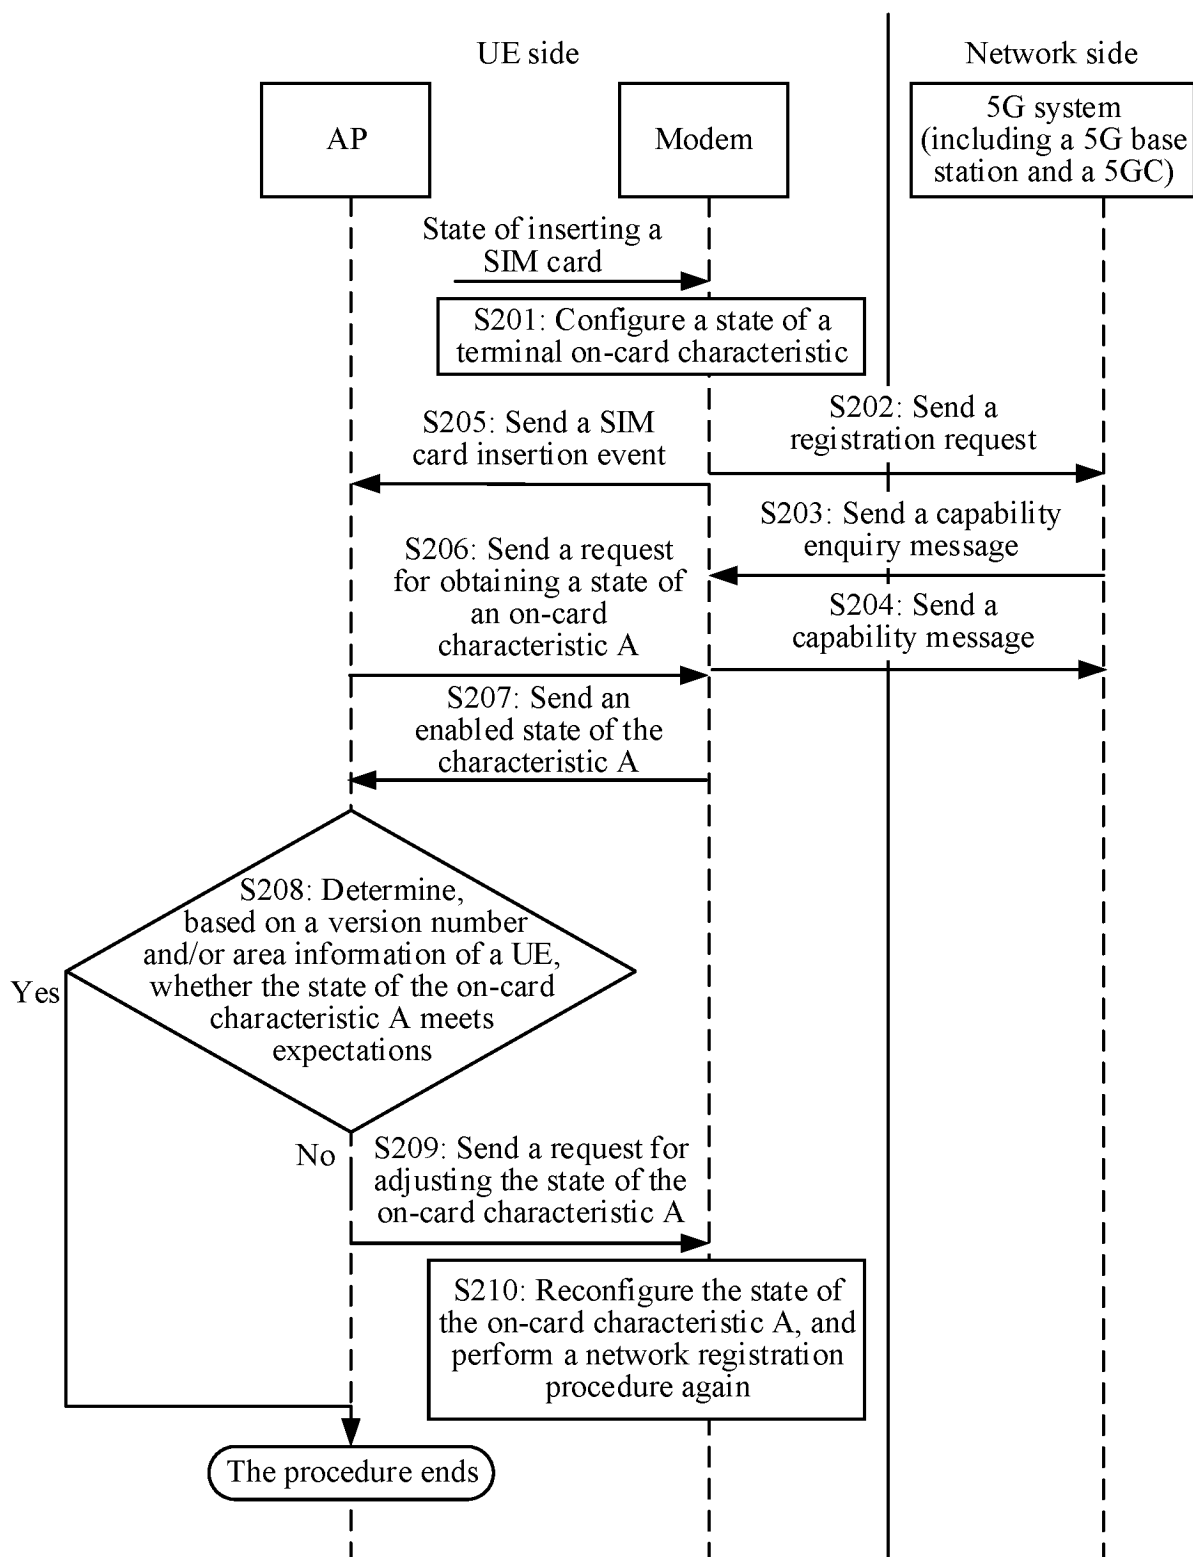 UE side
Network side
AP
Modem
5G system
(including a 5G base
station and a 5GC)
State of inserting a
SIM card
S201: Configure a state of a
terminal on-card characteristic
S202: Send a
registration request
S205: Send a SIM
card insertion event
S203: Send a capability
enquiry message
S206: Send a request
for obtaining a state of
an on-card
characteristic A
S204: Send a
capability message
S207: Send an
enabled state of the
characteristic A
S208: Determine,
based on a version number
and/or area information of a UE,
whether the state of the on-card
characteristic A meets
expectations
Yes
No
S209: Send a request for
adjusting the state of the
on-card characteristic A
S210: Reconfigure the state of
the on-card characteristic A, and
perform a network registration
procedure again
The procedure ends